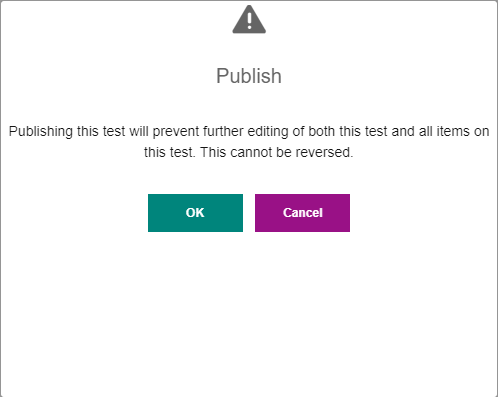 Publish
Publishing this test will prevent further editing of both this test and all items on
this test. This cannot be reversed.
OK
Cancel